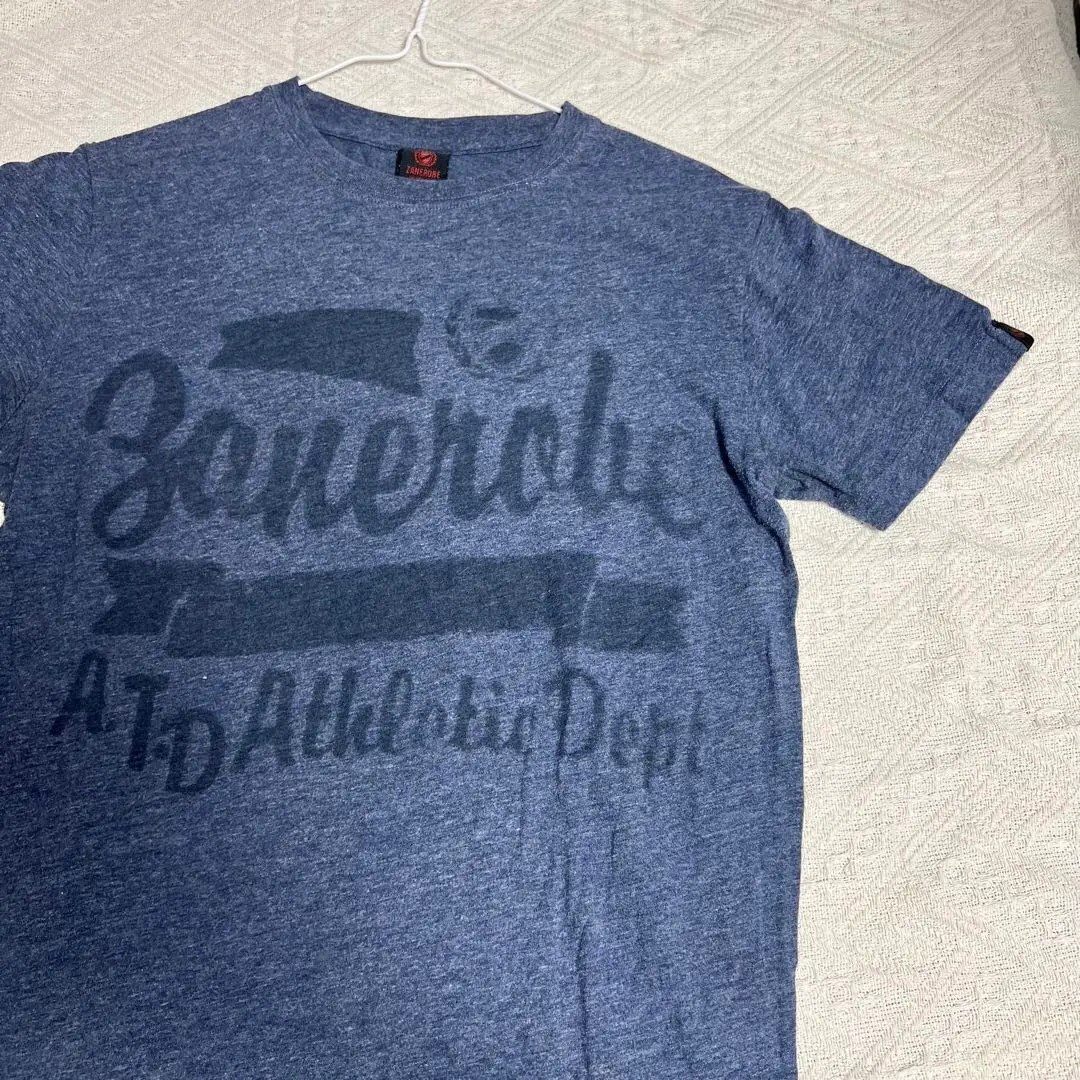 ZANEROBE
Zanerobe
A.T.D Athletic Dept